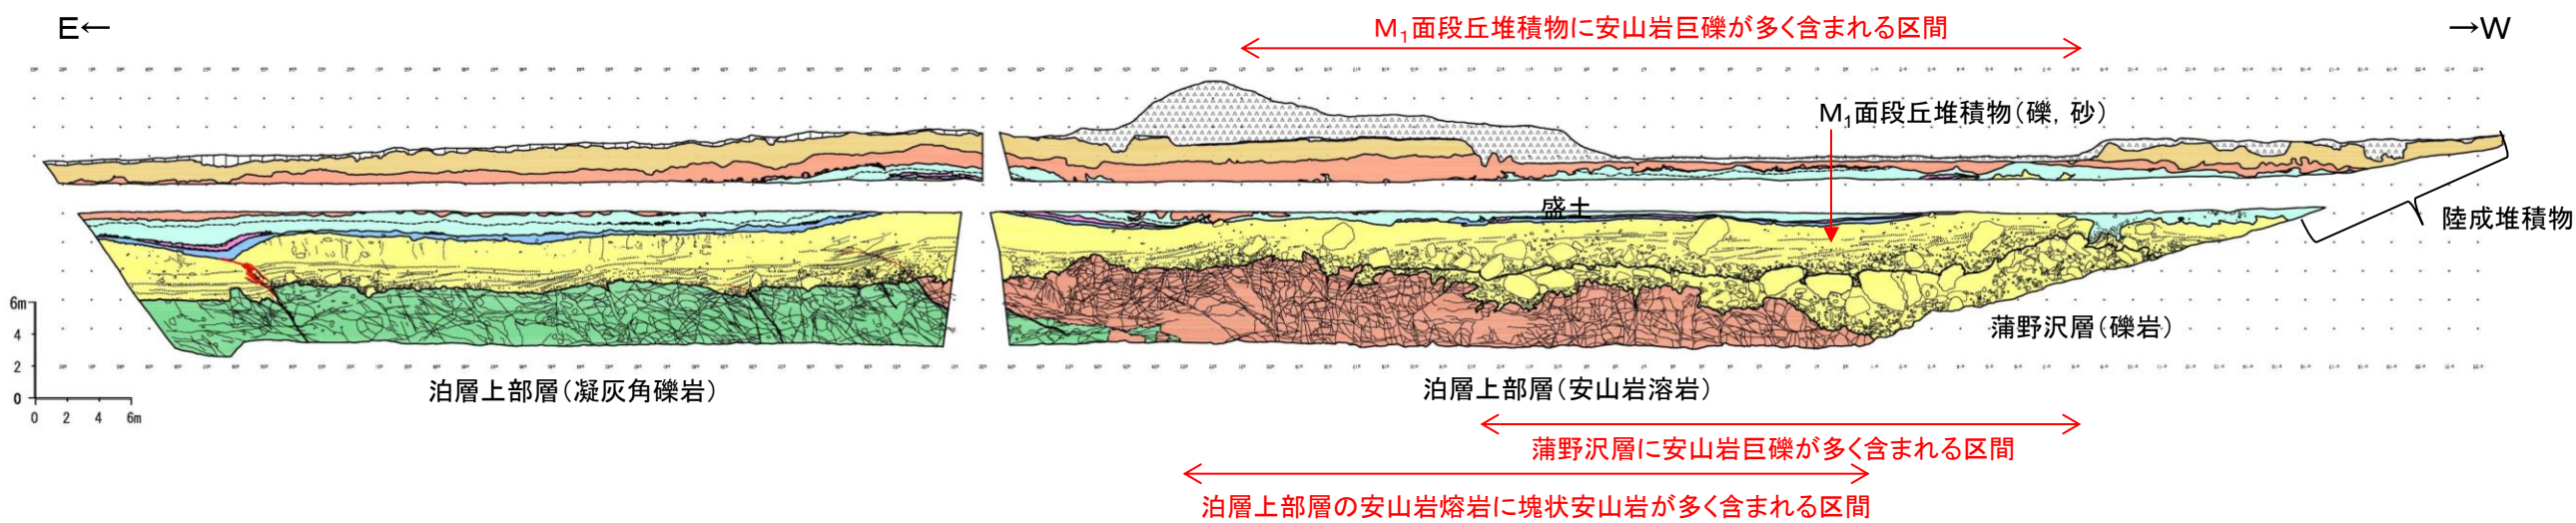 E←
→W
M₁面段丘堆積物に安山岩巨礫が多く含まれる区間
M₁面段丘堆積物(礫,砂)
盛土
陸成堆積物
蒲野沢層(礫岩)
6m
4
2
0
0 2 4 6m
泊層上部層(凝灰角礫岩)
泊層上部層(安山岩溶岩)
蒲野沢層に安山岩巨礫が多く含まれる区間
泊層上部層の安山岩熔岩に塊状安山岩が多く含まれる区間